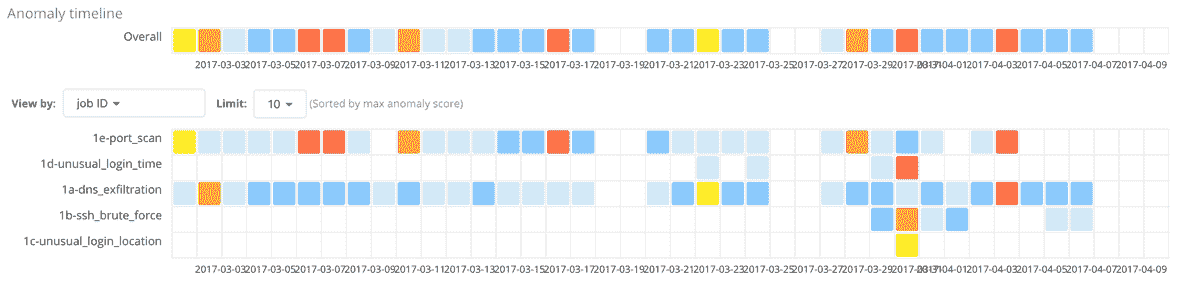 Anomaly timeline
Overall
2017-03-03 2017-03-05 2017-03-07 2017-03-09 2017-03-11 2017-03-13 2017-03-15 2017-03-17 2017-03-19 2017-03-21 2017-03-23 2017-03-25 2017-03-27 2017-03-29 2017-04-01 2017-04-03 2017-04-05 2017-04-07 2017-04-09
View by: job ID Limit: 10 (Sorted by max anomaly score)
1e-port_scan
1d-unusual_login_time
1a-dns_exfiltration
1b-ssh_brute_force
1c-unusual_login_location
2017-03-03 2017-03-05 2017-03-07 2017-03-09 2017-03-11 2017-03-13 2017-03-15 2017-03-17 2017-03-19 2017-03-21 2017-03-23 2017-03-25 2017-03-27 2017-03-29 2017-04-01 2017-04-03 2017-04-05 2017-04-07 2017-04-09